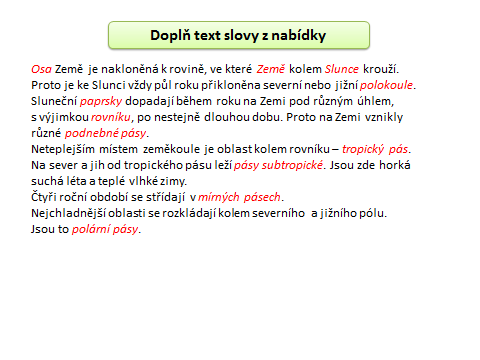 Doplň text slovy z nabídky
Osa Země je nakloněná k rovině, ve které Země kolem Slunce krouží.
Proto je ke Slunci vždy půl roku přikloněna severní nebo jižní polokoule.
Sluneční paprsky dopadají během roku na Zemi pod různým úhlem,
s výjimkou rovníku, po nestejně dlouhou dobu. Proto na Zemi vznikly
různé podnebné pásy.
Neteplejším místem zeměkoule je oblast kolem rovníku – tropický pás.
Na sever a jih od tropického pásu leží pásy subtropické. Jsou zde horká
suchá léta a teplé vlhké zimy.
Čtyři roční období se střídají v mírných pásech.
Nejchladnější oblasti se rozkládají kolem severního a jižního pólu.
Jsou to polární pásy.